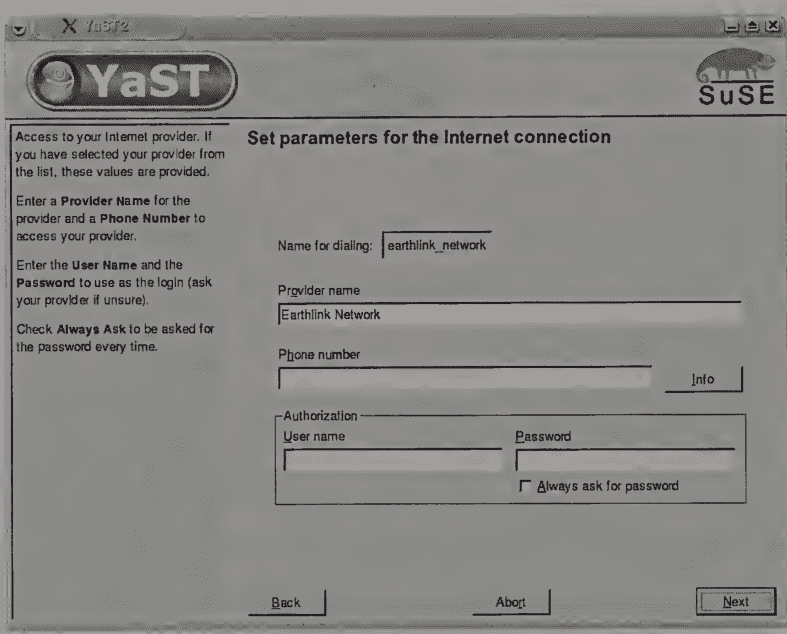 YaST2
YaST
SuSE
Access to your Internet provider. If
you have selected your provider from
the list, these values are provided.
Enter a Provider Name for the
provider and a Phone Number to
access your provider.
Enter the User Name and the
Password to use as the login (ask
your provider if unsure).
Check Always Ask to be asked for
the password every time.
Set parameters for the Internet connection
Name for dialing: earthlink_network
Provider name
Earthlink Network
Phone number
Info
Authorization
User name
Password
Always ask for password
Back
Abort
Next